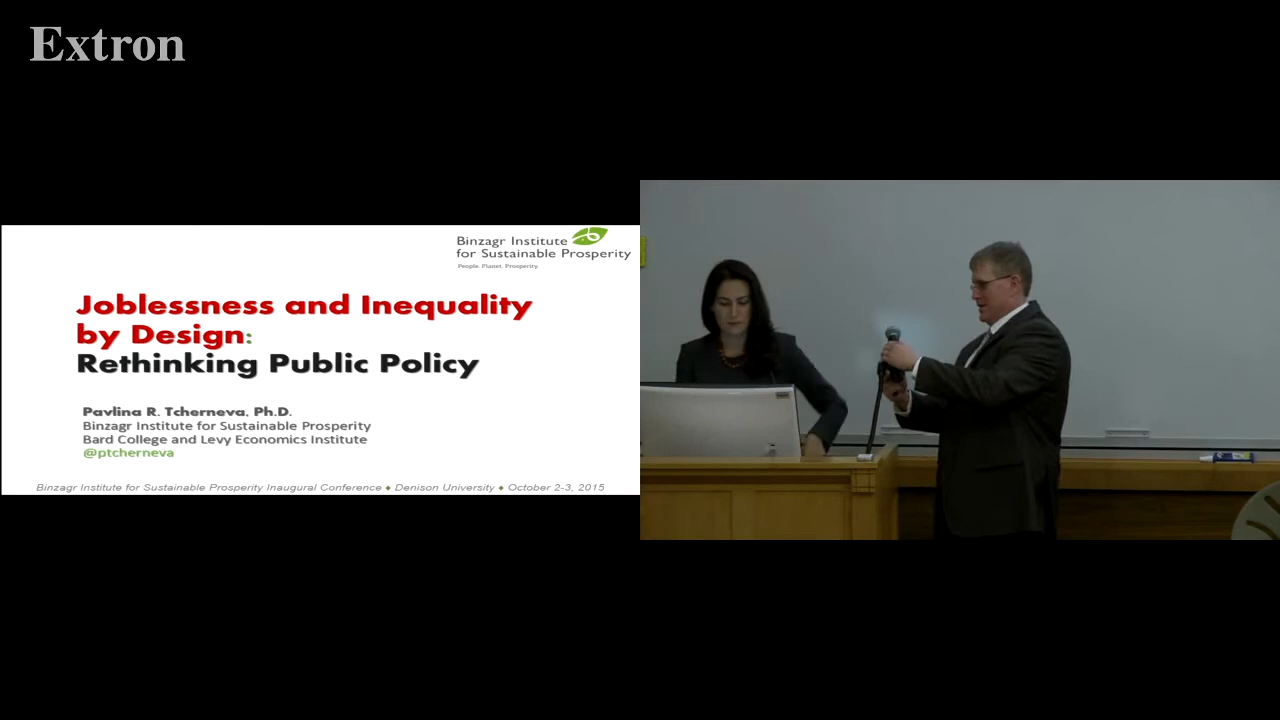 Extron
Binzagr Institute
for Sustainable Prosperity
People. Planet. Prosperity.
Joblessness and Inequality
by Design:
Rethinking Public Policy
Pavlina R. Tcherneva, Ph.D.
Binzagr Institute for Sustainable Prosperity
Bard College and Levy Economics Institute
@ptcherneva
Binzagr Institute for Sustainable Prosperity Inaugural Conference ♦ Denison University ♦ October 2-3, 2015